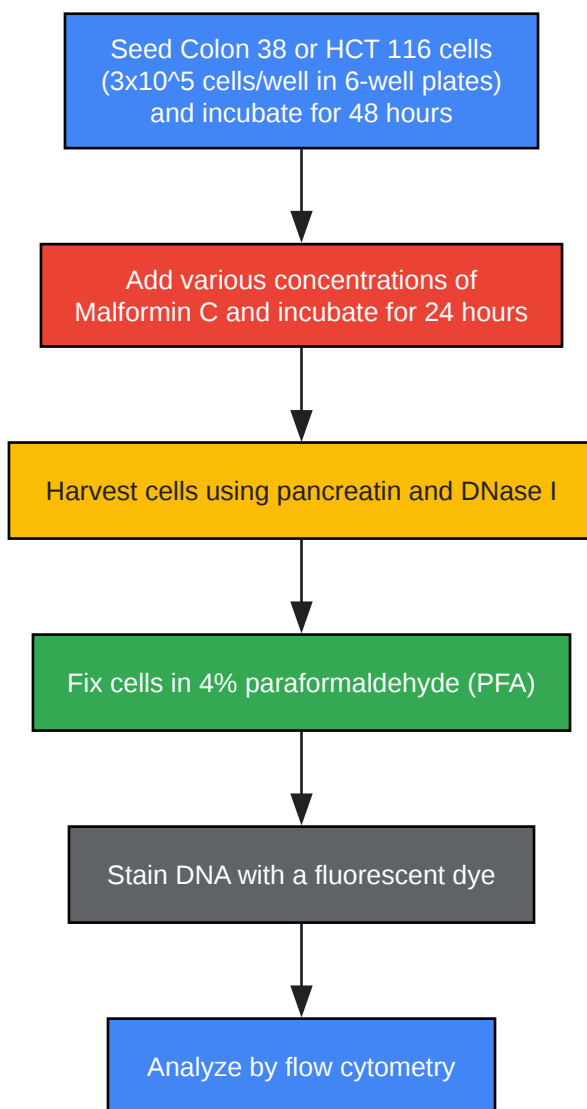 Seed Colon 38 or HCT 116 cells
(3x10^5 cells/well in 6-well plates)
and incubate for 48 hours
Add various concentrations of
Malformin C and incubate for 24 hours
Harvest cells using pancreatin and DNase I
Fix cells in 4% paraformaldehyde (PFA)
Stain DNA with a fluorescent dye
Analyze by flow cytometry